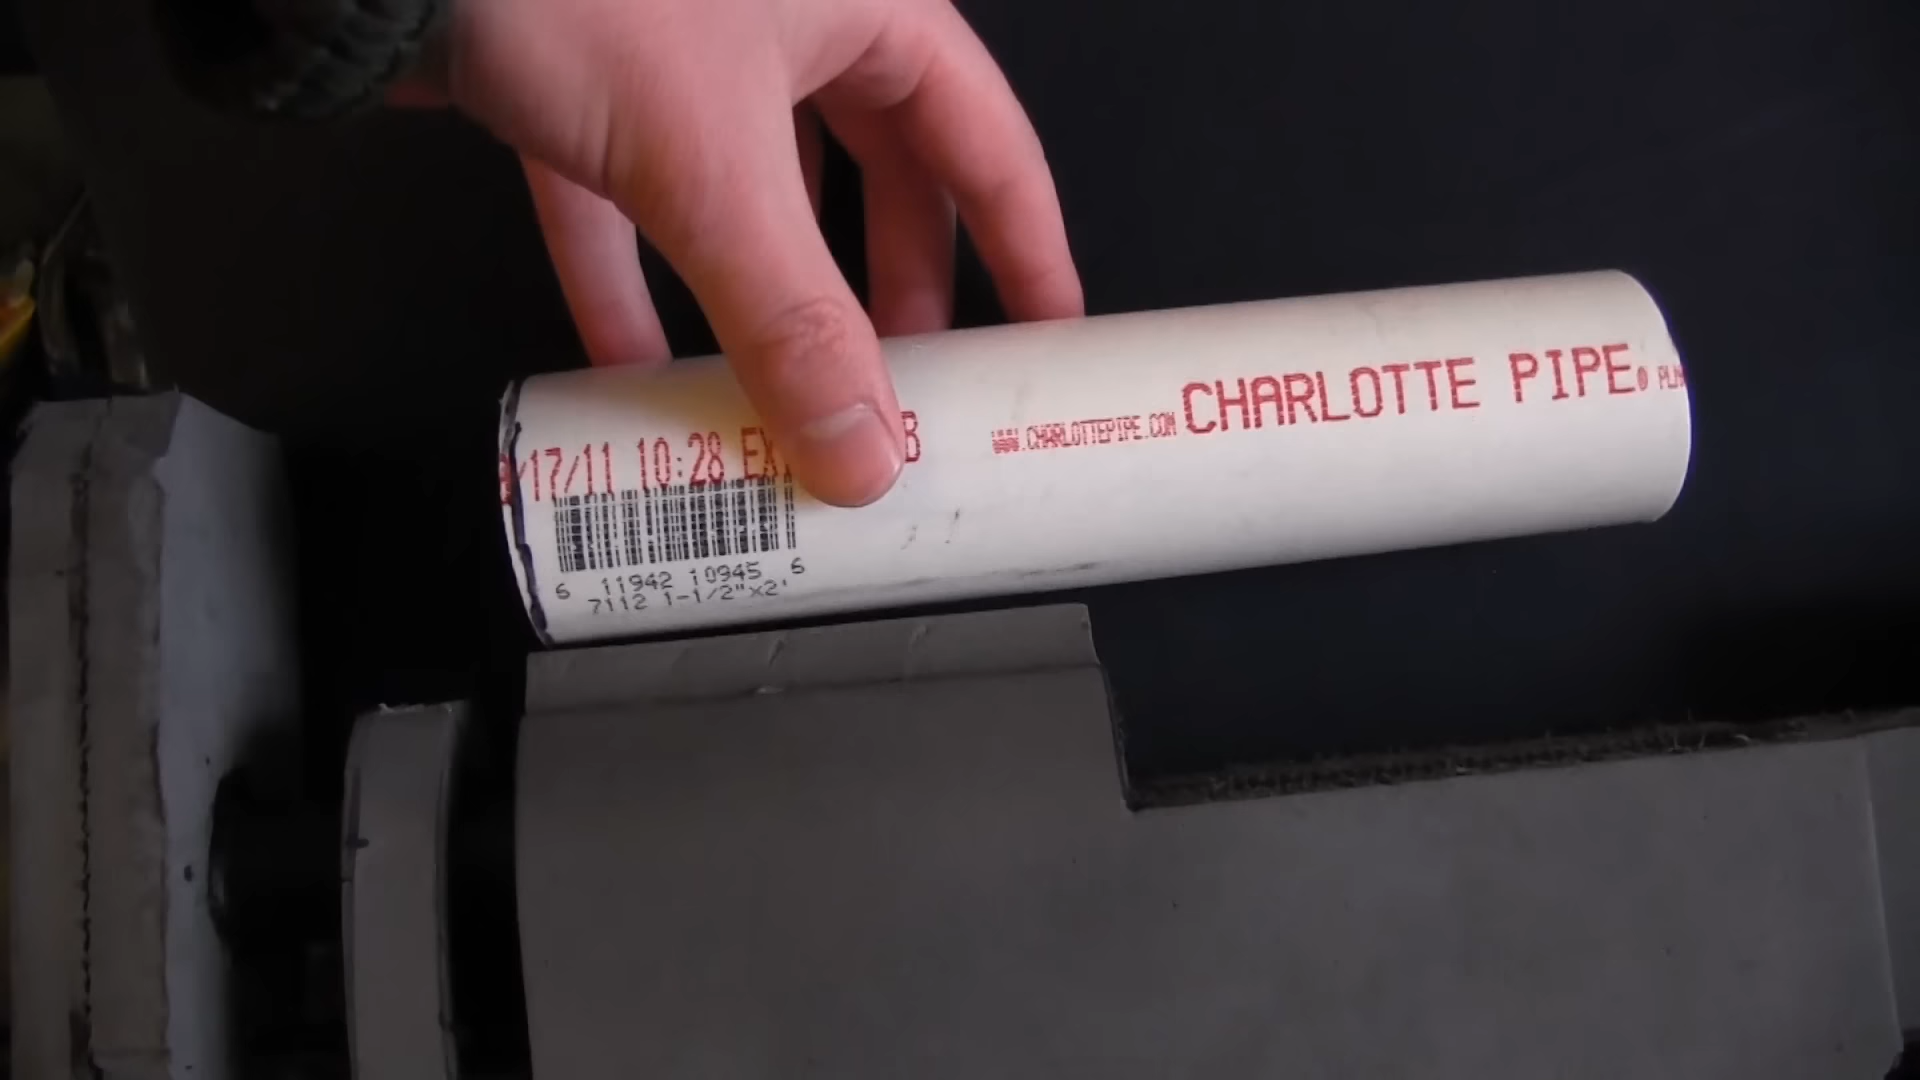 /17/11 10:28 EX B WWW.CHARLOTTEPIPE.COM CHARLOTTE PIPE®
6 11942 10945 6
7112 1-1/2"x2'